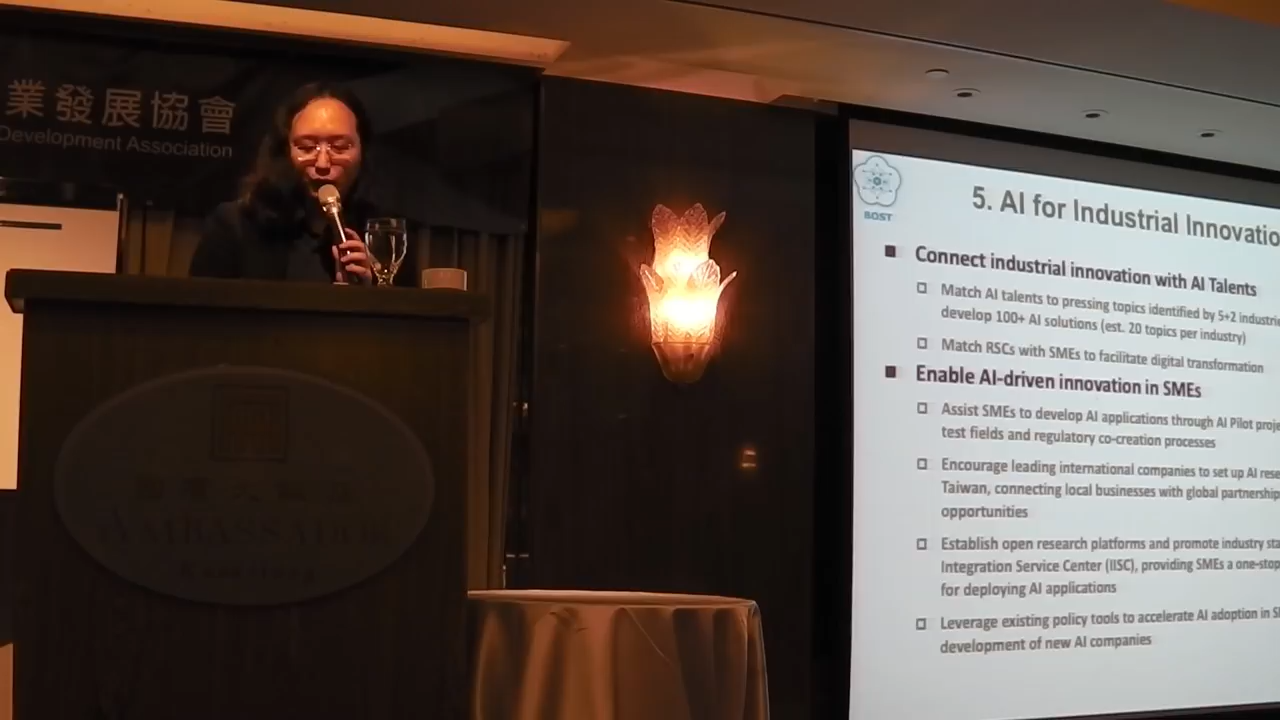 業發展協會
Development Association
AMBASSADOR
BOST
5. AI for Industrial Innovatio
Connect industrial innovation with AI Talents
Match AI talents to pressing topics identified by 5+2 industrie
develop 100+ AI solutions (est. 20 topics per industry)
Match RSCs with SMEs to facilitate digital transformation
Enable AI-driven innovation in SMEs
Assist SMEs to develop AI applications through AI Pilot proje
test fields and regulatory co-creation processes
Encourage leading international companies to set up AI rese
Taiwan, connecting local businesses with global partnership
opportunities
Establish open research platforms and promote industry sta
Integration Service Center (IISC), providing SMEs a one-stop
for deploying AI applications
Leverage existing policy tools to accelerate AI adoption in S
development of new AI companies